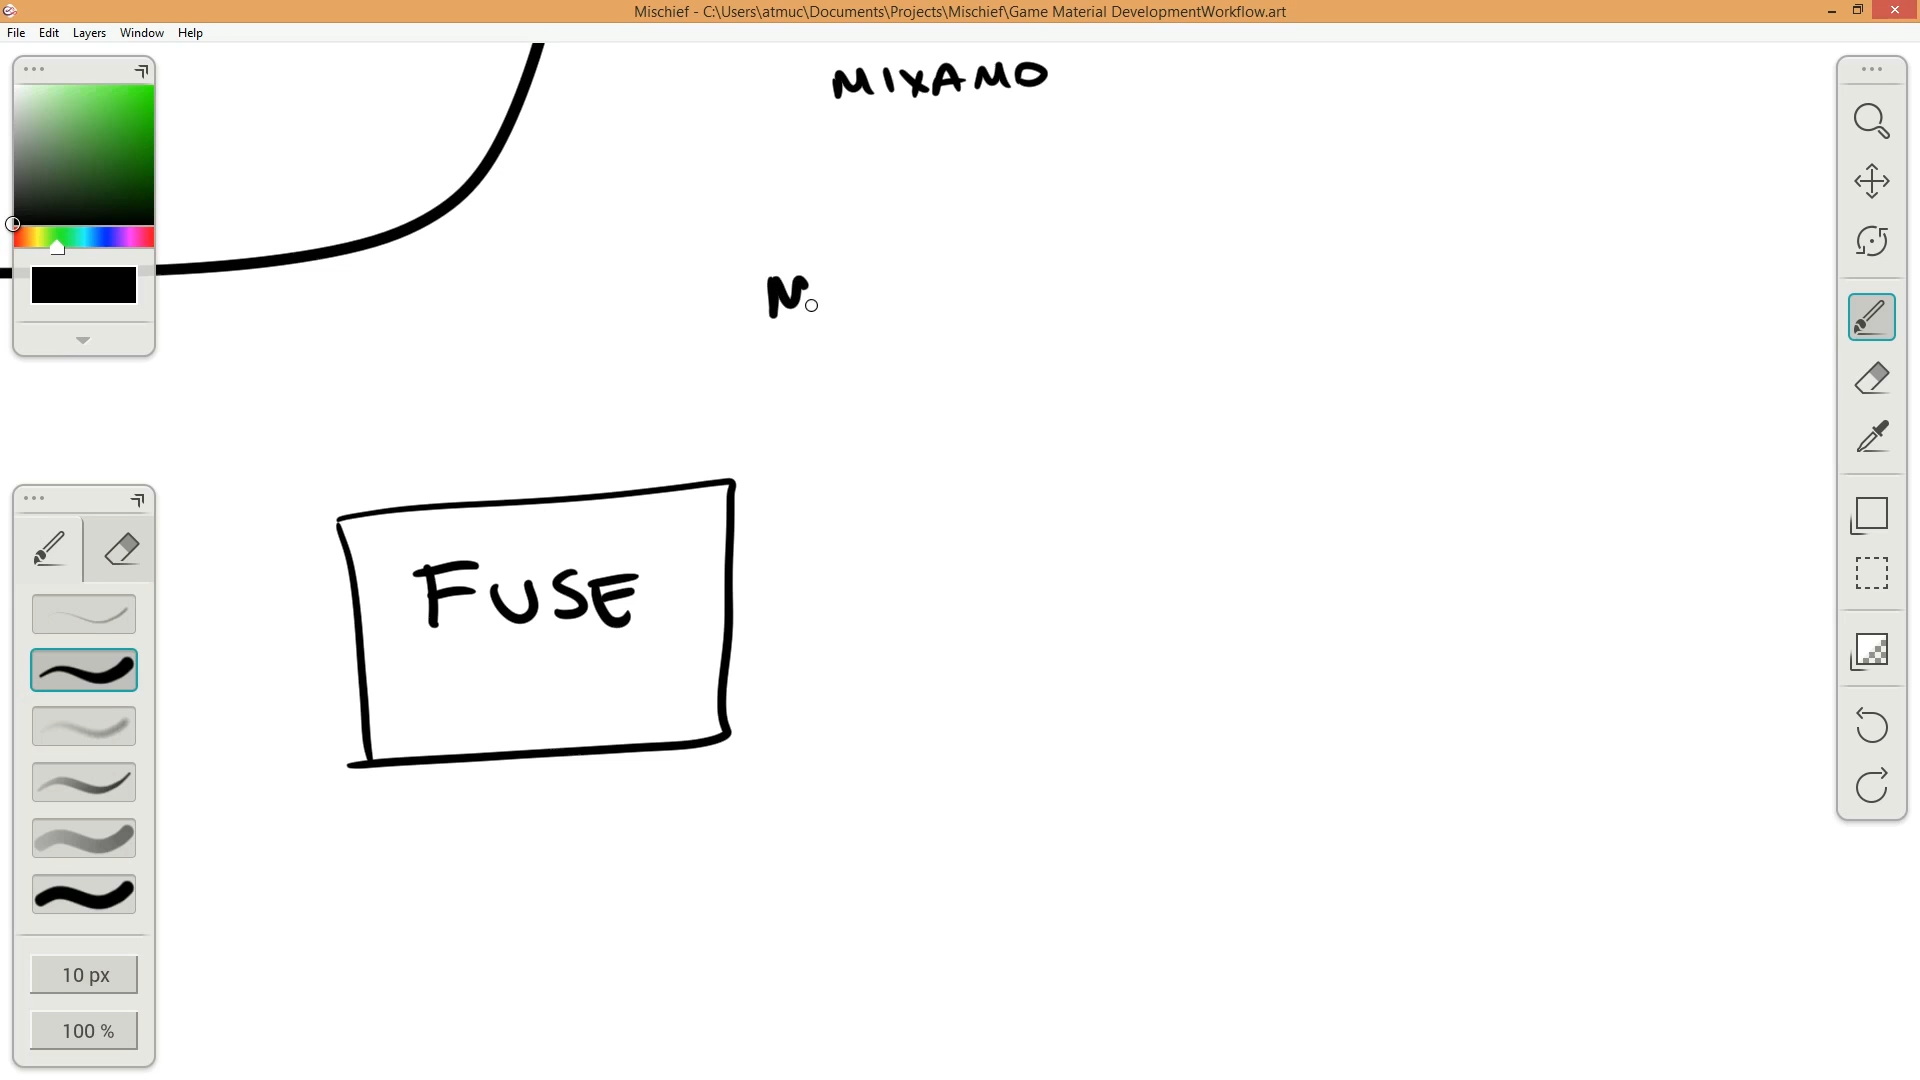 Mischief - C:\Users\atmuc\Documents\Projects\Mischief\Game Material DevelopmentWorkflow.art
File Edit Layers Window Help
MIXAMO
FUSE
10 px
100 %